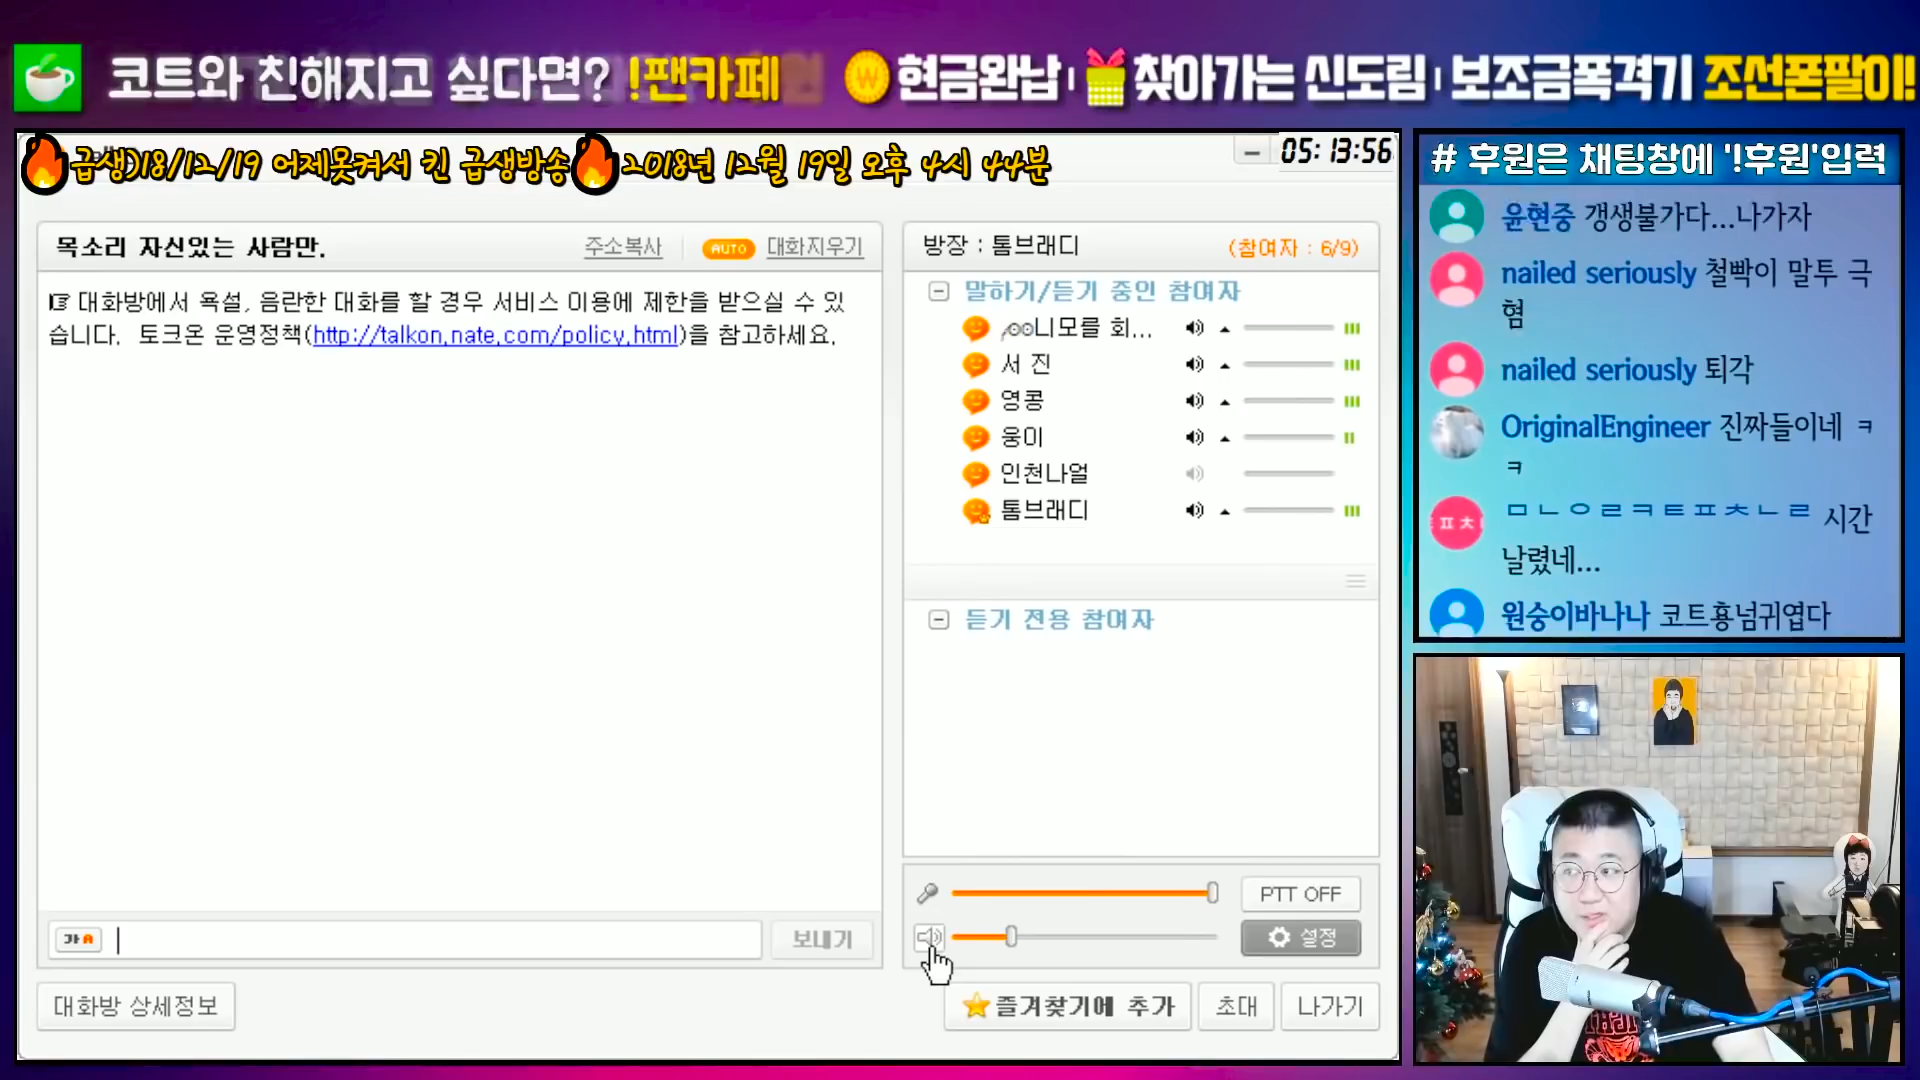 코트와 친해지고 싶다면? !팬카페
현금완납 | 찾아가는 신도림 | 보조금폭격기 조선폰팔이!
급생)18/12/19 어제못켜서 킨 급생방송 2018년 12월 19일 오후 4시 44분
05:13:56
목소리 자신있는 사람만.
주소복사
AUTO
대화지우기
☞ 대화방에서 욕설, 음란한 대화를 할 경우 서비스 이용에 제한을 받으실 수 있
습니다. 토크온 운영정책(http://talkon.nate.com/policy.html)을 참고하세요.
가A
보내기
대화방 상세정보
방장 : 톰브래디
(참여자 : 6/9)
말하기/듣기 중인 참여자
니모를 회...
서 진
영콩
웅이
인천나얼
톰브래디
듣기 전용 참여자
PTT OFF
설정
즐겨찾기에 추가
초대
나가기
# 후원은 채팅창에 '!후원'입력
윤현중 갱생불가다...나가자
nailed seriously 철빡이 말투 극
혐
nailed seriously 퇴각
OriginalEngineer 진짜들이네 ㅋ
ㅋ
ㅁㄴㅇㄹㅋㅌㅍㅊㄴㄹ 시간
날렸네...
원숭이바나나 코트횽넘귀엽다